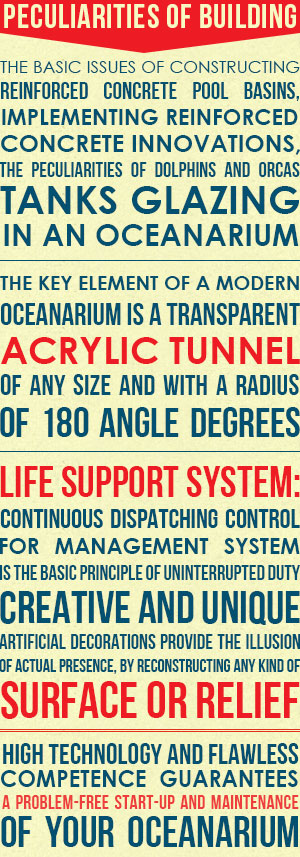 PECULIARITIES OF BUILDING
THE BASIC ISSUES OF CONSTRUCTING
REINFORCED CONCRETE POOL BASINS,
IMPLEMENTING REINFORCED
CONCRETE INNOVATIONS,
THE PECULIARITIES OF DOLPHINS AND ORCAS
TANKS GLAZING
IN AN OCEANARIUM
THE KEY ELEMENT OF A MODERN
OCEANARIUM IS A TRANSPARENT
ACRYLIC TUNNEL
OF ANY SIZE AND WITH A RADIUS
OF 180 ANGLE DEGREES
LIFE SUPPORT SYSTEM:
CONTINUOUS DISPATCHING CONTROL
FOR MANAGEMENT SYSTEM
IS THE BASIC PRINCIPLE OF UNINTERRUPTED DUTY
CREATIVE AND UNIQUE
ARTIFICIAL DECORATIONS PROVIDE THE ILLUSION
OF ACTUAL PRESENCE, BY RECONSTRUCTING ANY KIND OF
SURFACE OR RELIEF
HIGH TECHNOLOGY AND FLAWLESS
COMPETENCE GUARANTEES
A PROBLEM-FREE START-UP AND MAINTENANCE
OF YOUR OCEANARIUM